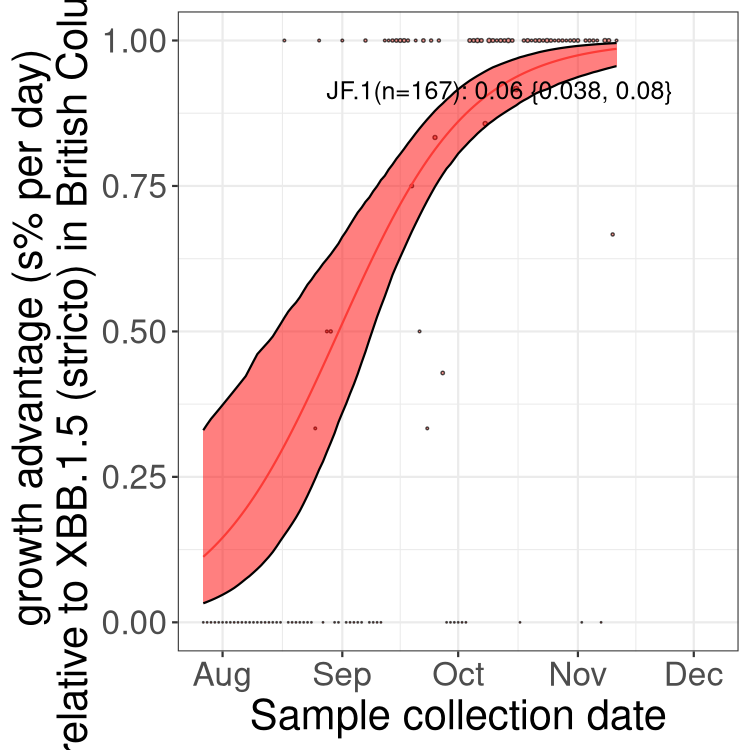 growth advantage (s% per day)
relative to XBB.1.5 (stricto) in British Colu
1.00
0.75
0.50
0.25
0.00
JF.1(n=167): 0.06 {0.038, 0.08}
Aug Sep Oct Nov Dec
Sample collection date